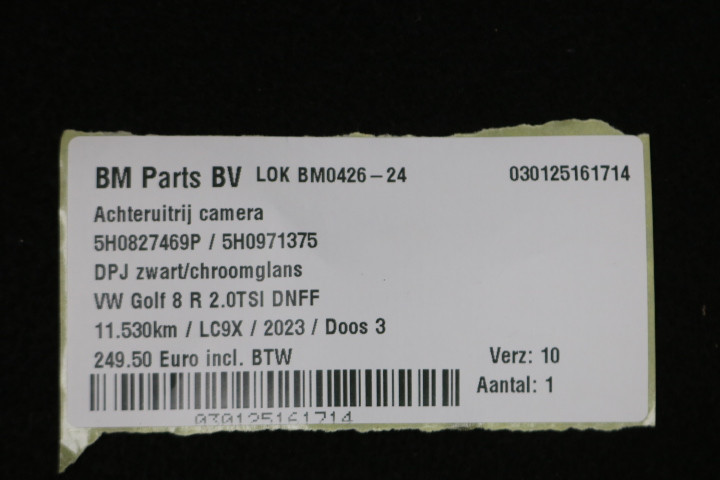 BM Parts BV LOK BM0426-24 030125161714
Achteruitrij camera
5H0827469P / 5H0971375
DPJ zwart/chroomglans
VW Golf 8 R 2.0TSI DNFF
11.530km / LC9X / 2023 / Doos 3
249.50 Euro incl. BTW Verz: 10
Aantal: 1
030125161714